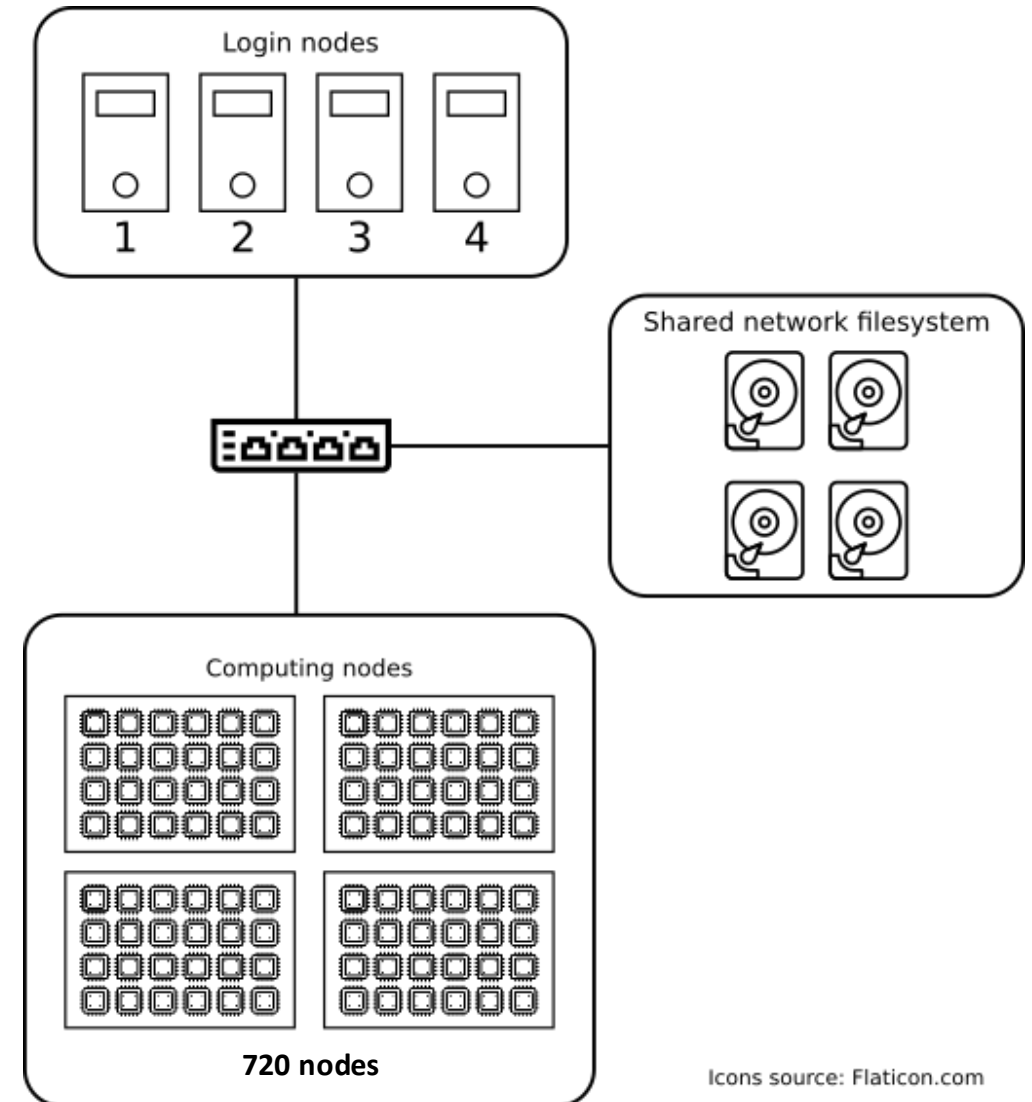 Login nodes
1 2 3 4
Shared network filesystem
Computing nodes
720 nodes
Icons source: Flaticon.com